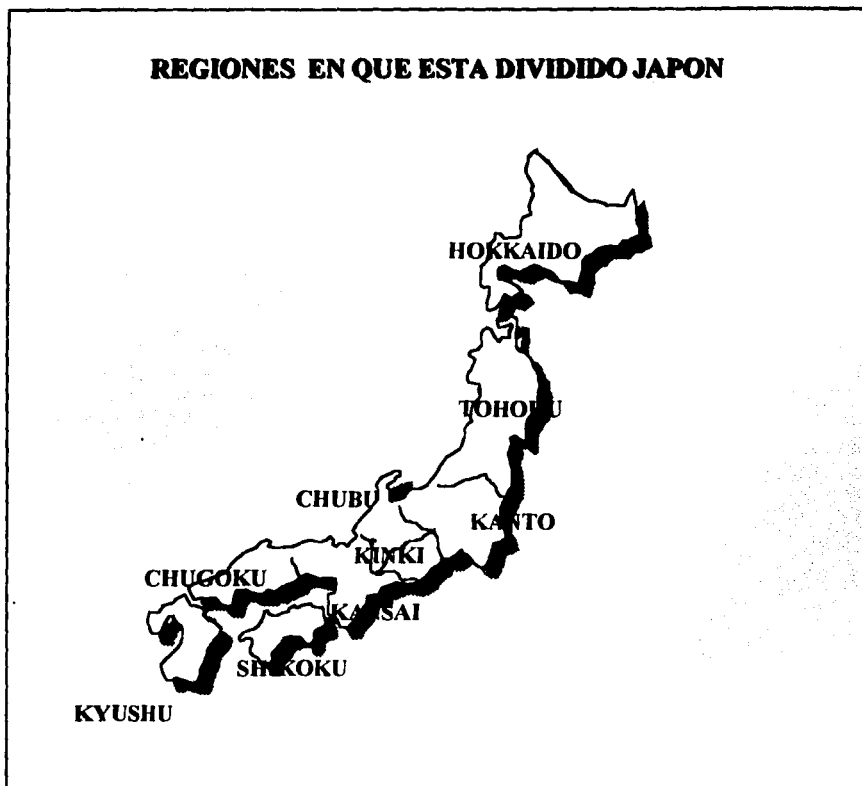 REGIONES EN QUE ESTA DIVIDIDO JAPON
HOKKAIDO
TOHOKU
CHUBU
KANTO
KINKI
CHUGOKU
KANSAI
SHIKOKU
KYUSHU